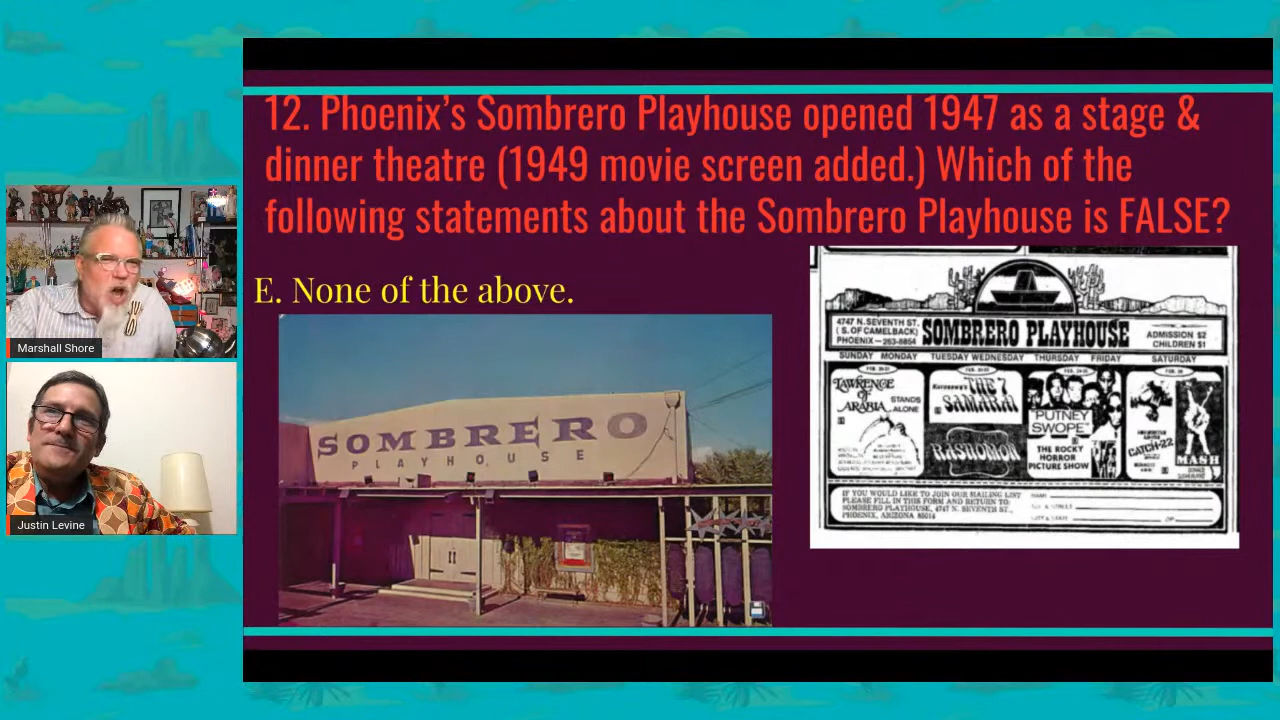 12. Phoenix's Sombrero Playhouse opened 1947 as a stage &
dinner theatre (1949 movie screen added.) Which of the
following statements about the Sombrero Playhouse is FALSE?
E. None of the above.
SOMBRERO
PLAYHOUSE
4747 N. SEVENTH ST.
( S. OF CAMELBACK)
PHOENIX — 263-8854
SOMBRERO PLAYHOUSE
ADMISSION $2
CHILDREN $1
SUNDAY MONDAY TUESDAY WEDNESDAY THURSDAY FRIDAY SATURDAY
LAWRENCE
OF
ARABIA
STANDS
ALONE
THE 7
SAMARAI
RASHOMON
PUTNEY
SWOPE
THE ROCKY
HORROR
PICTURE SHOW
CATCH-22
MASH
IF YOU WOULD LIKE TO JOIN OUR MAILING LIST
PLEASE FILL IN THIS FORM AND RETURN TO:
SOMBRERO PLAYHOUSE, 4747 N. SEVENTH ST.,
PHOENIX, ARIZONA 85014
Marshall Shore
Justin Levine